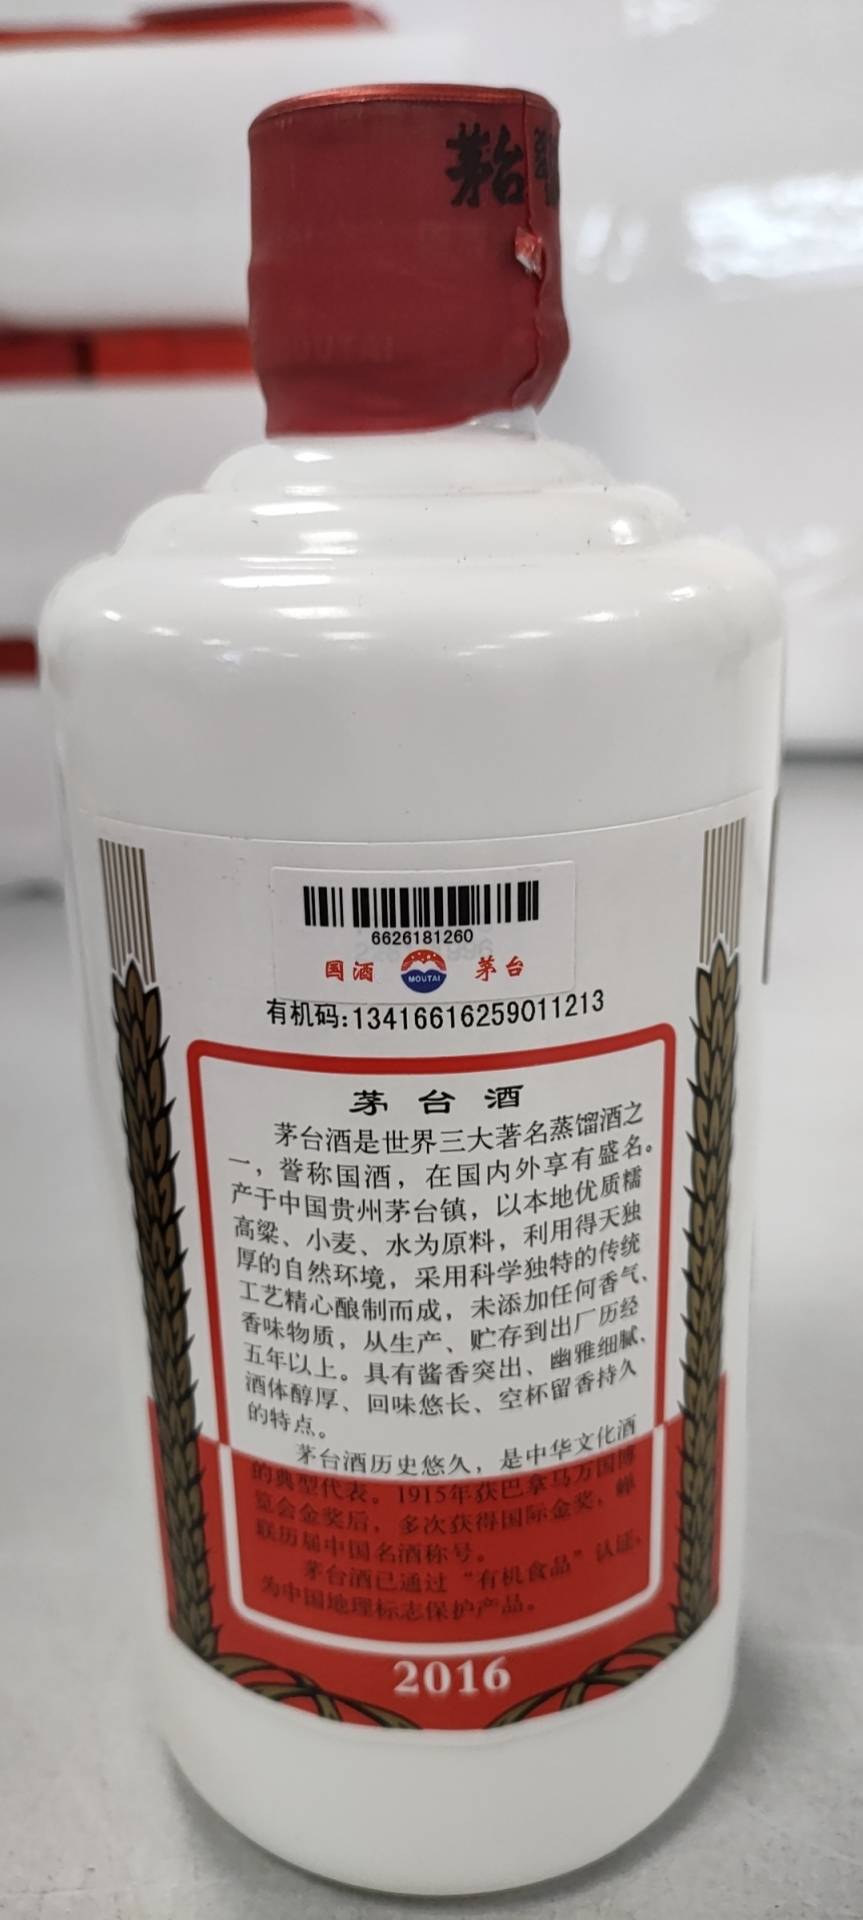 茅台
6626181260
国酒 MOUTAI 茅台
有机码:13416616259011213
茅台酒
茅台酒是世界三大著名蒸馏酒之
一，誉称国酒，在国内外享有盛名。
产于中国贵州茅台镇，以本地优质糯
高粱、小麦、水为原料，利用得天独
厚的自然环境，采用科学独特的传统
工艺精心酿制而成，未添加任何香气、
香味物质，从生产、贮存到出厂历经
五年以上。具有酱香突出、幽雅细腻、
酒体醇厚、回味悠长、空杯留香持久
的特点。
茅台酒历史悠久，是中华文化酒
的典型代表。1915年获巴拿马万国博
览会金奖后，多次获得国际金奖，蝉
联历届中国名酒称号。
茅台酒已通过“有机食品”认证，
为中国地理标志保护产品。
2016